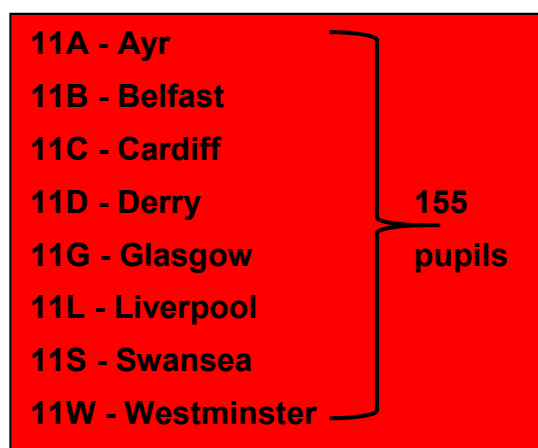 11A - Ayr
11B - Belfast
11C - Cardiff
11D - Derry
11G - Glasgow
11L - Liverpool
11S - Swansea
11W - Westminster
155
pupils